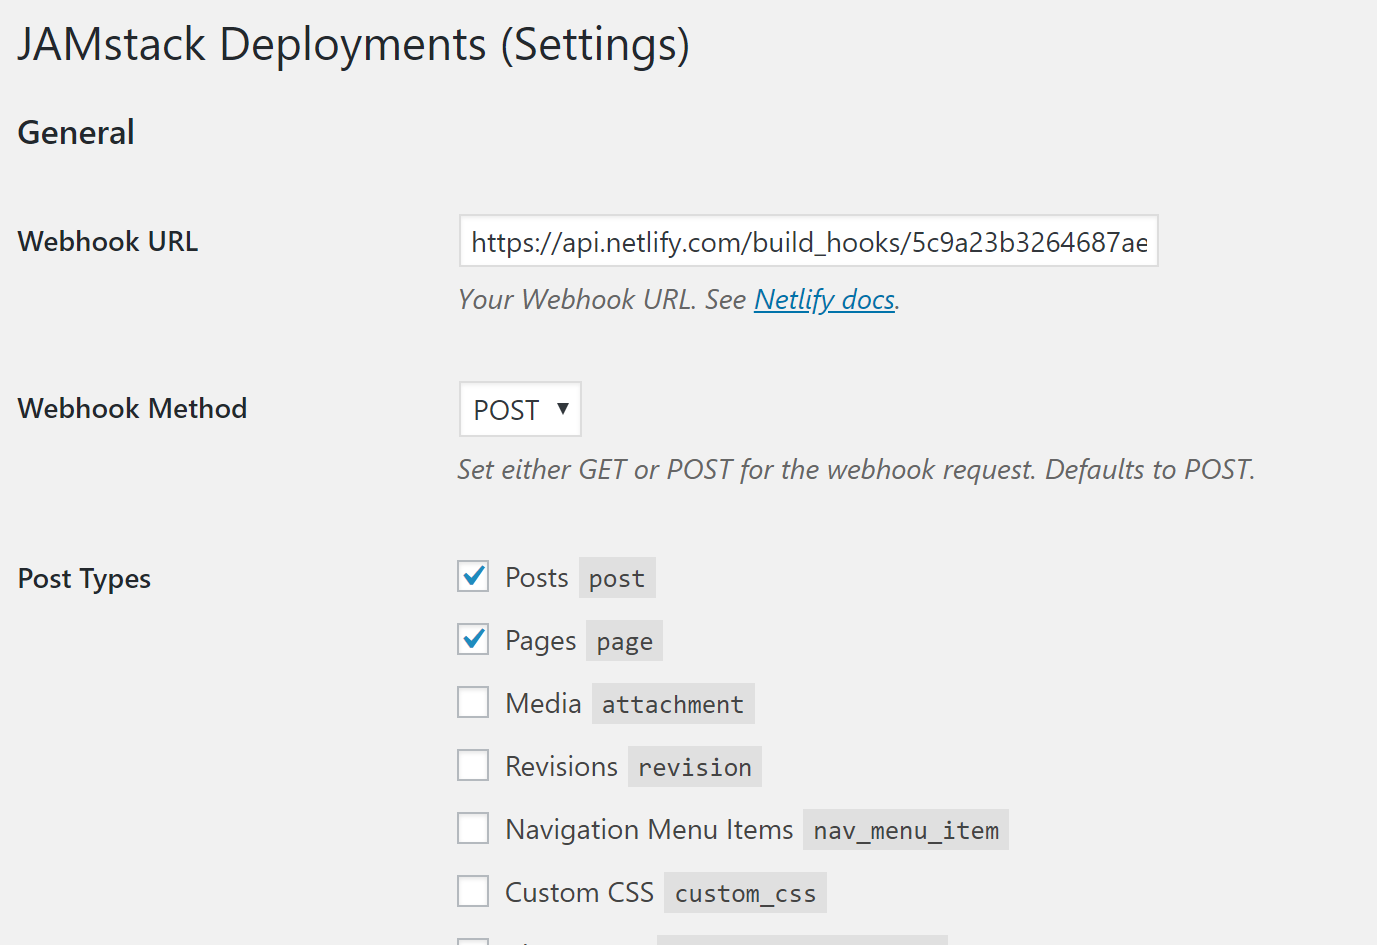 JAMstack Deployments (Settings)
General
Webhook URL
https://api.netlify.com/build_hooks/5c9a23b3264687ae
Your Webhook URL. See Netlify docs.
Webhook Method
POST
Set either GET or POST for the webhook request. Defaults to POST.
Post Types
Posts post
Pages page
Media attachment
Revisions revision
Navigation Menu Items nav_menu_item
Custom CSS custom_css